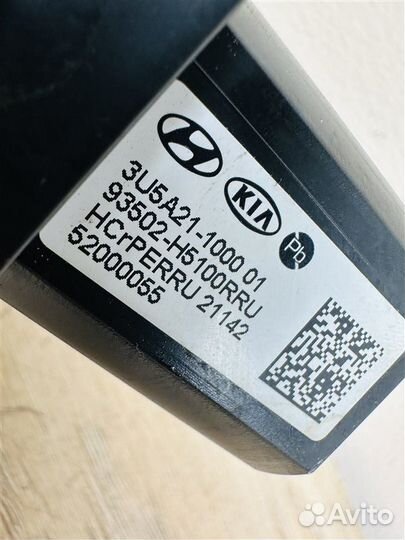 KIA
Pb
3U5A21-1000 01
93502-H5100RRU
HCrPERRU 21142
52000055
Avito